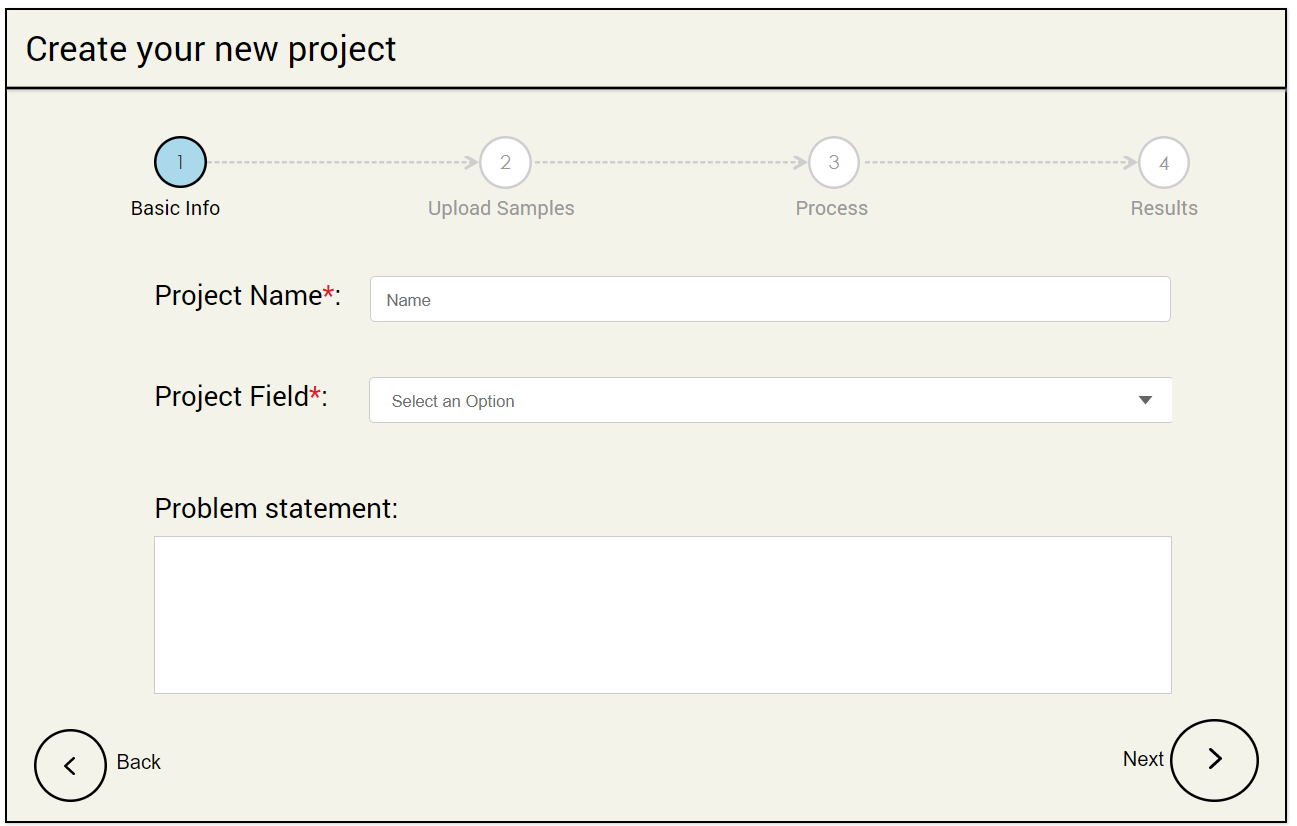 Create your new project
1 2 3 4
Basic Info Upload Samples Process Results
Project Name*: Name
Project Field*: Select an Option
Problem statement:
Back Next